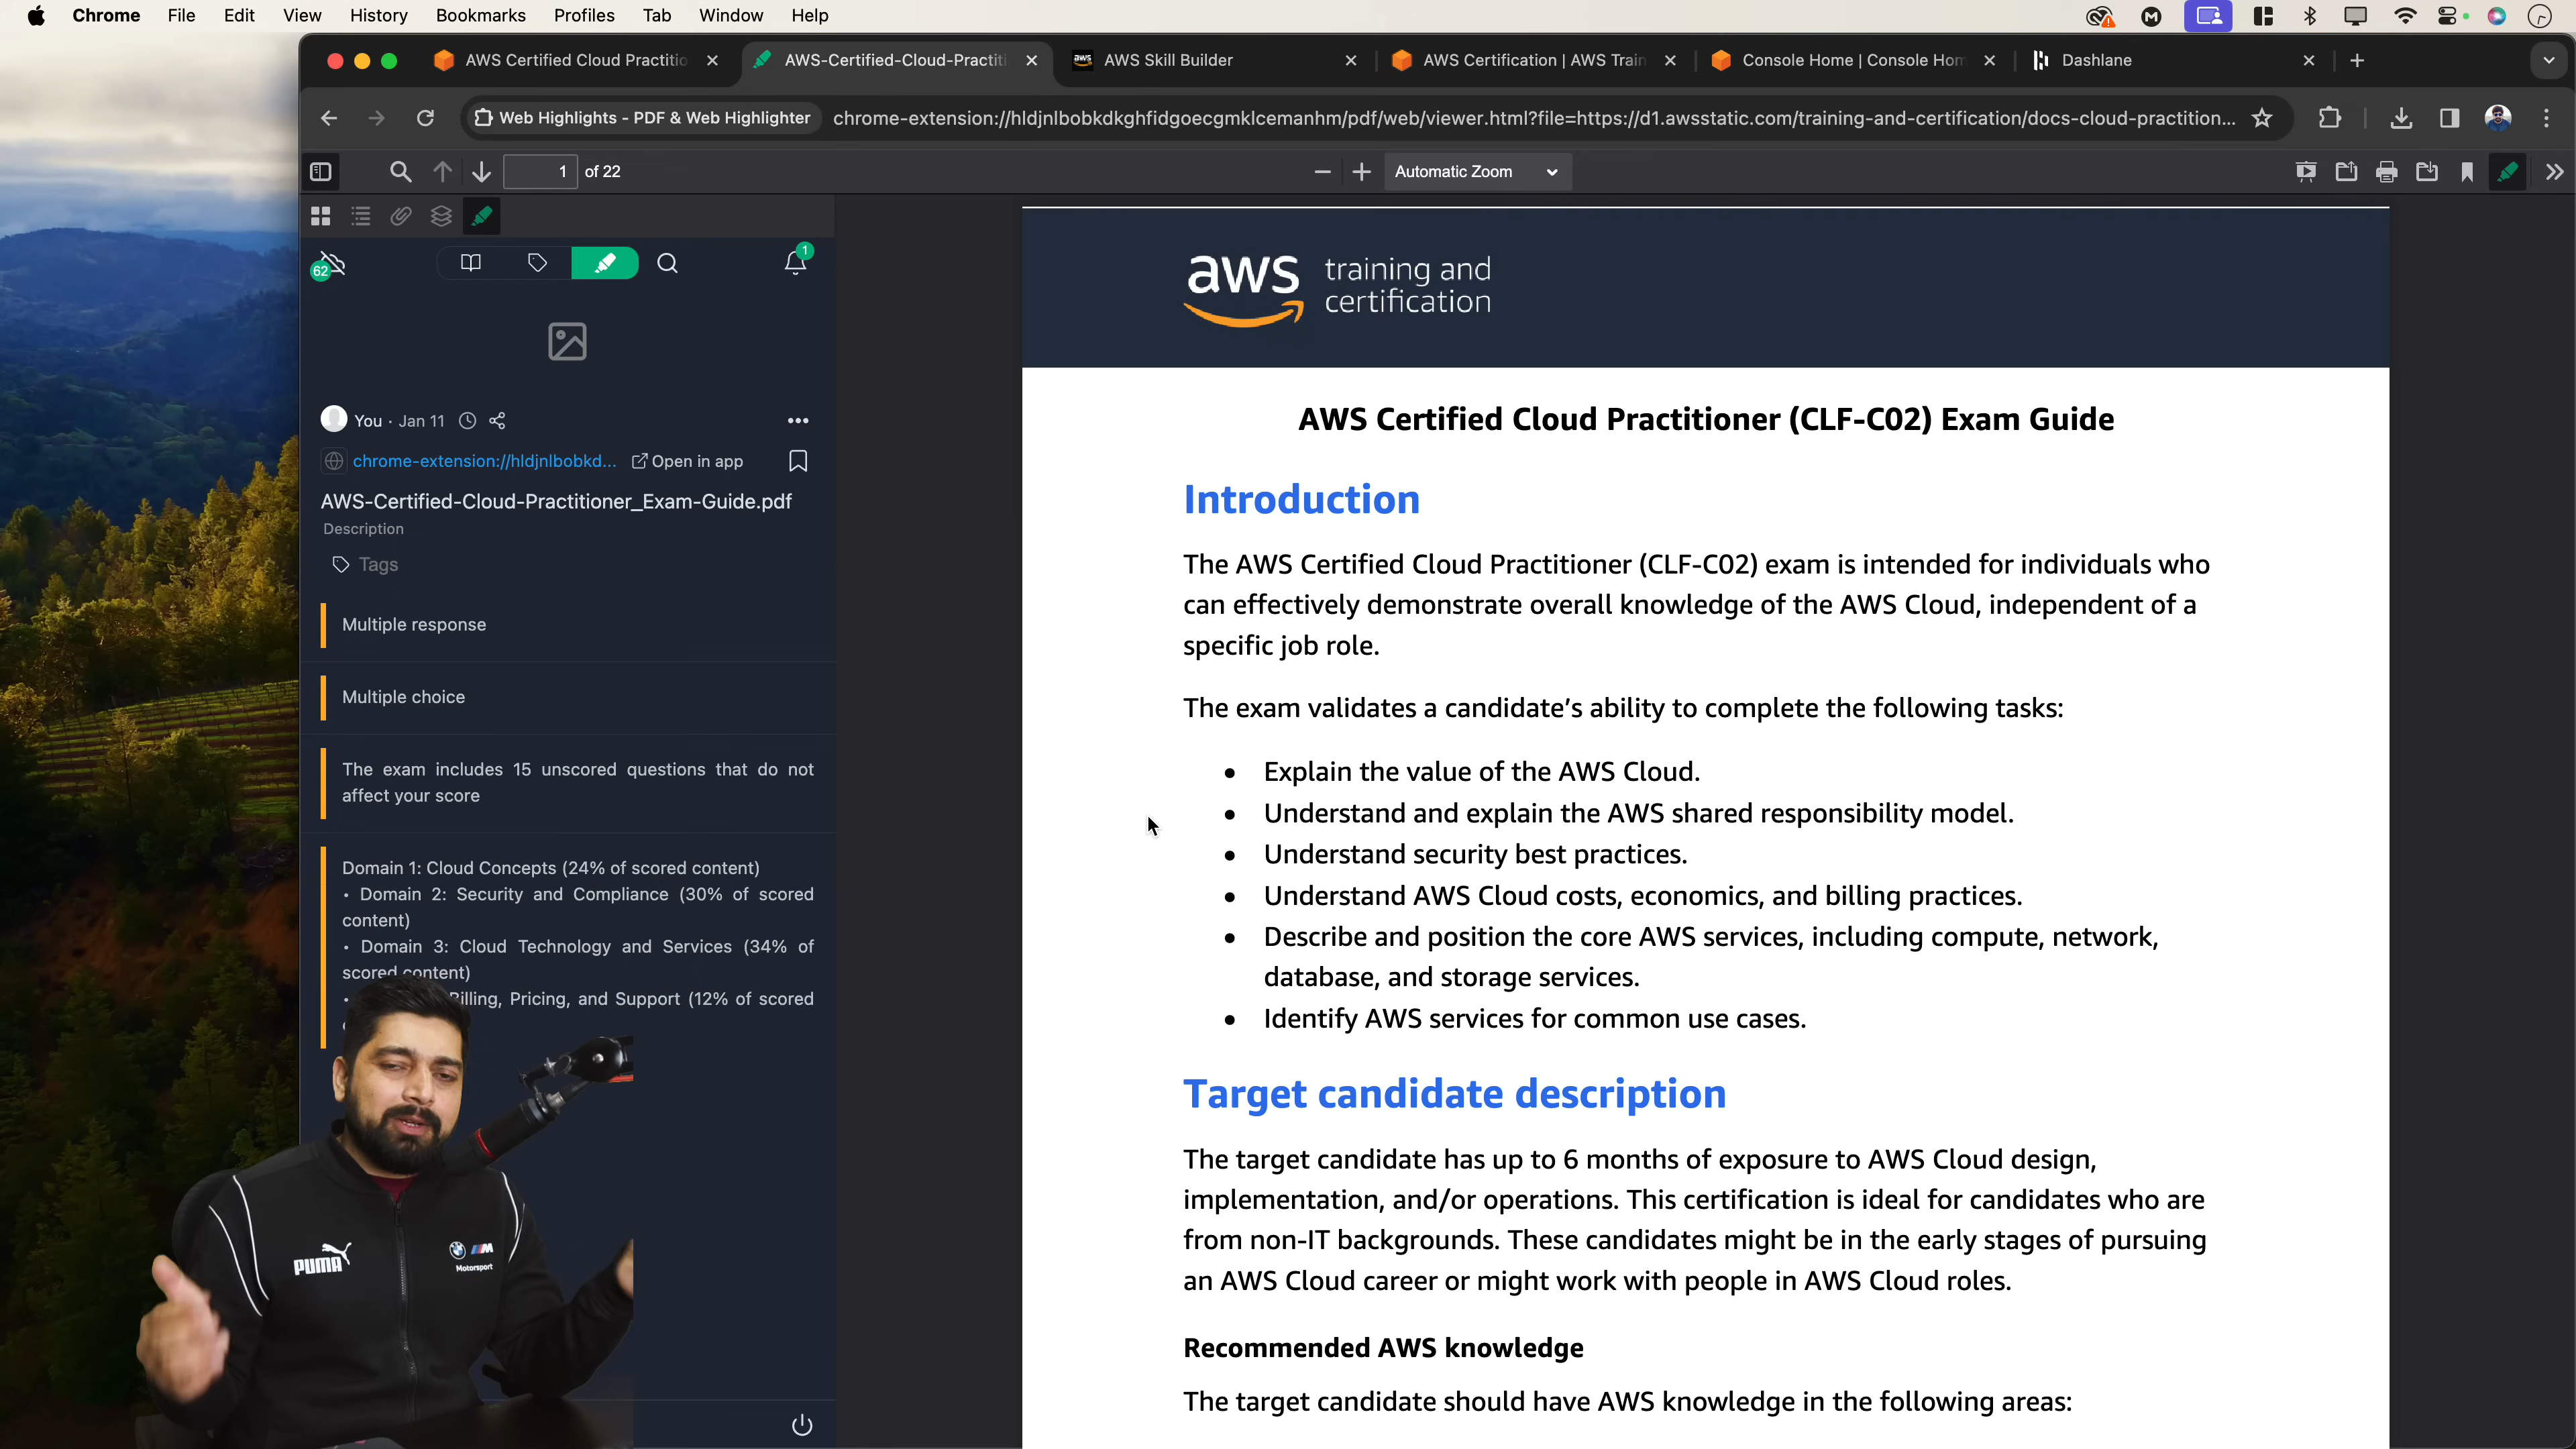 Chrome File Edit View History Bookmarks Profiles Tab Window Help
AWS Certified Cloud Practitio
AWS-Certified-Cloud-Practiti
aws AWS Skill Builder
AWS Certification | AWS Train
Console Home | Console Hom
Dashlane
Web Highlights - PDF & Web Highlighter
chrome-extension://hldjnlbobkdkghfidgoecgmklcemanhm/pdf/web/viewer.html?file=https://d1.awsstatic.com/training-and-certification/docs-cloud-practition...
1 of 22
Automatic Zoom
62
1
You · Jan 11
chrome-extension://hldjnlbobkd...
Open in app
AWS-Certified-Cloud-Practitioner_Exam-Guide.pdf
Description
Tags
Multiple response
Multiple choice
The exam includes 15 unscored questions that do not
affect your score
Domain 1: Cloud Concepts (24% of scored content)
• Domain 2: Security and Compliance (30% of scored
content)
• Domain 3: Cloud Technology and Services (34% of
scored content)
• Billing, Pricing, and Support (12% of scored
PUMA
M
Motorsport
aws training and
certification
AWS Certified Cloud Practitioner (CLF-C02) Exam Guide
Introduction
The AWS Certified Cloud Practitioner (CLF-C02) exam is intended for individuals who
can effectively demonstrate overall knowledge of the AWS Cloud, independent of a
specific job role.
The exam validates a candidate’s ability to complete the following tasks:
• Explain the value of the AWS Cloud.
• Understand and explain the AWS shared responsibility model.
• Understand security best practices.
• Understand AWS Cloud costs, economics, and billing practices.
• Describe and position the core AWS services, including compute, network,
database, and storage services.
• Identify AWS services for common use cases.
Target candidate description
The target candidate has up to 6 months of exposure to AWS Cloud design,
implementation, and/or operations. This certification is ideal for candidates who are
from non-IT backgrounds. These candidates might be in the early stages of pursuing
an AWS Cloud career or might work with people in AWS Cloud roles.
Recommended AWS knowledge
The target candidate should have AWS knowledge in the following areas: